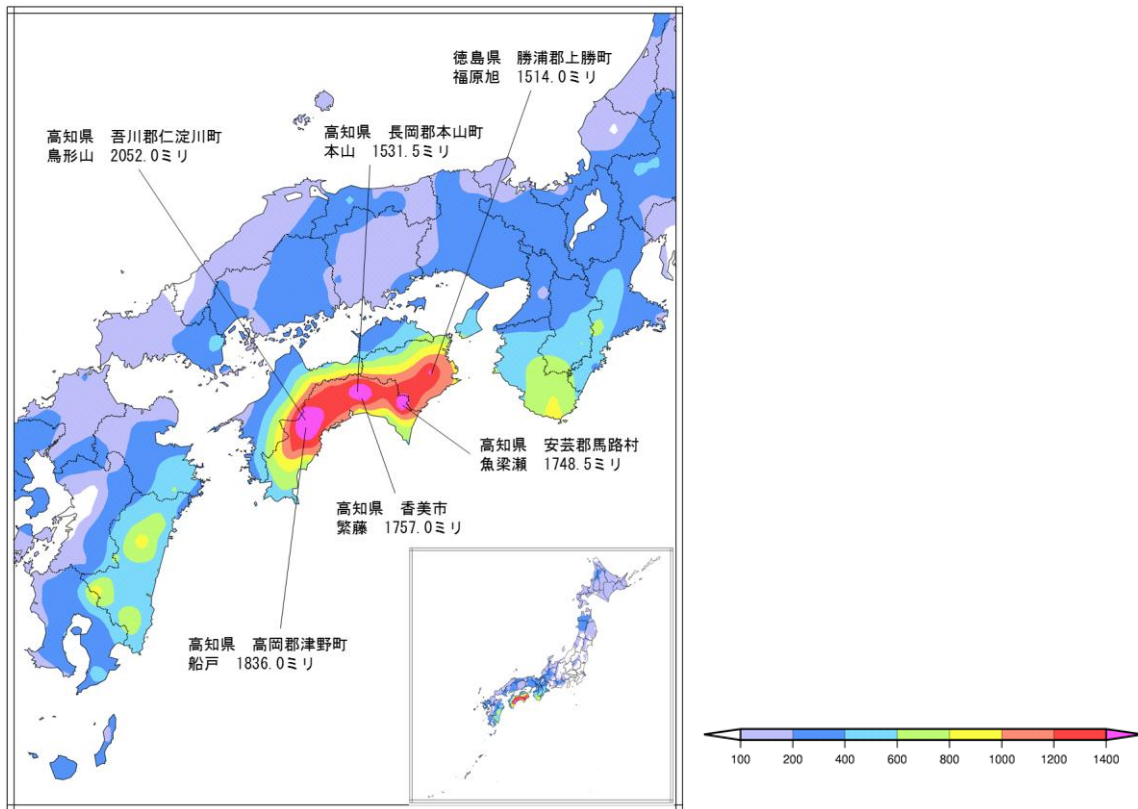 徳島県　勝浦郡上勝町
福原旭　1514.0ミリ
高知県　長岡郡本山町
本山　1531.5ミリ
高知県　吾川郡仁淀川町
鳥形山　2052.0ミリ
高知県　安芸郡馬路村
魚梁瀬　1748.5ミリ
高知県　香美市
繁藤　1757.0ミリ
高知県　高岡郡津野町
船戸　1836.0ミリ
100 200 400 600 800 1000 1200 1400